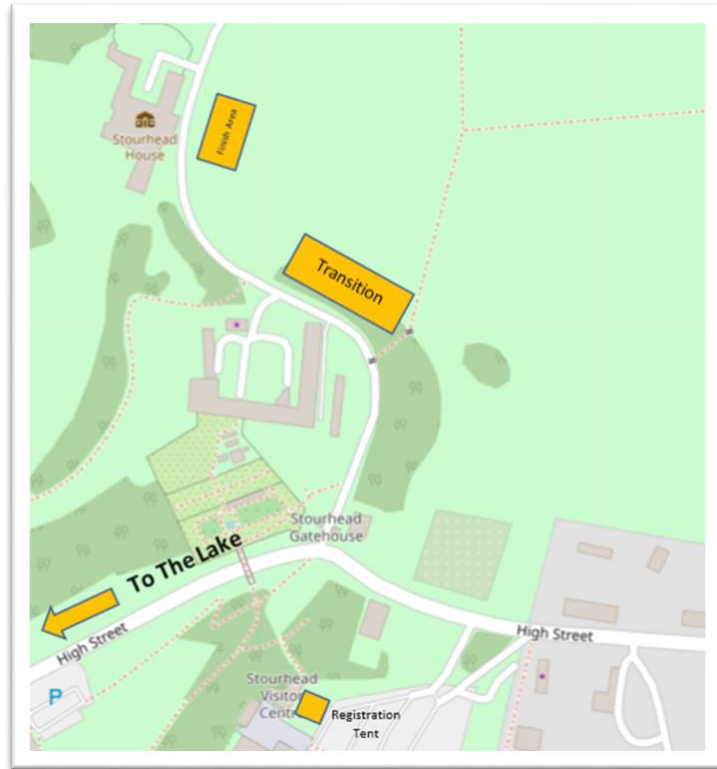 Finish Area
Stourhead
House
Transition
Stourhead
Gatehouse
To The Lake
High Street
High Street
Stourhead
Visitor
Centre
P
Registration
Tent